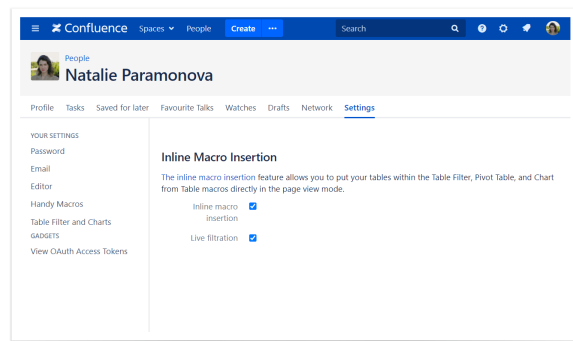 Confluence Spaces People Create ··· Search
People
Natalie Paramonova
Profile Tasks Saved for later Favourite Talks Watches Drafts Network Settings
YOUR SETTINGS
Password
Email
Editor
Handy Macros
Table Filter and Charts
GADGETS
View OAuth Access Tokens
Inline Macro Insertion
The inline macro insertion feature allows you to put your tables within the Table Filter, Pivot Table, and Chart
from Table macros directly in the page view mode.
Inline macro
insertion
Live filtration